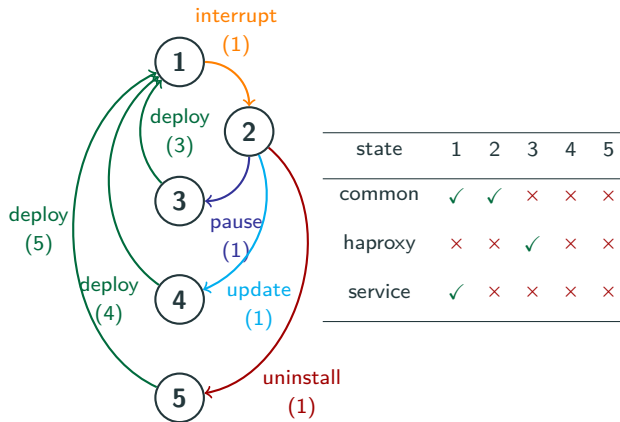 interrupt
(1)
1
deploy
(3)
2
state 1 2 3 4 5
common ✓ ✓ × × ×
3
deploy
(5)
pause
(1)
haproxy × × ✓ × ×
deploy
(4)
4
update
(1)
service ✓ × × × ×
uninstall
(1)
5